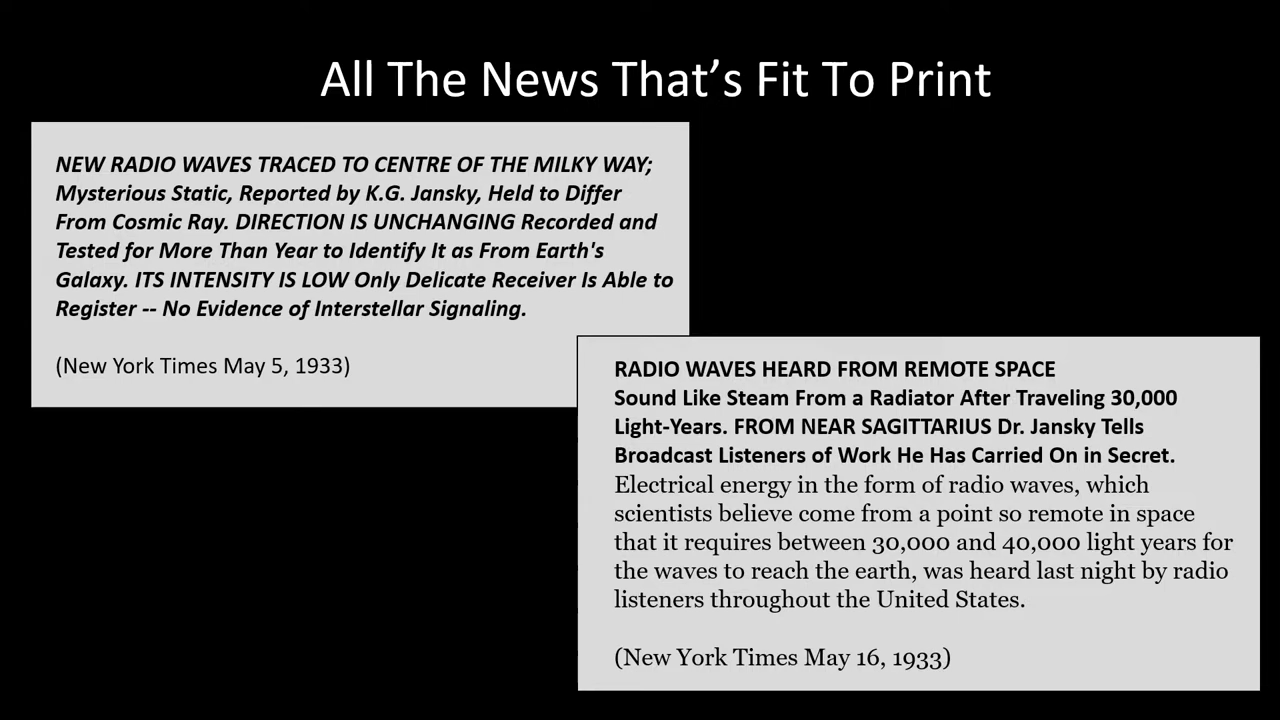 All The News That’s Fit To Print
NEW RADIO WAVES TRACED TO CENTRE OF THE MILKY WAY;
Mysterious Static, Reported by K.G. Jansky, Held to Differ
From Cosmic Ray. DIRECTION IS UNCHANGING Recorded and
Tested for More Than Year to Identify It as From Earth's
Galaxy. ITS INTENSITY IS LOW Only Delicate Receiver Is Able to
Register -- No Evidence of Interstellar Signaling.
(New York Times May 5, 1933)
RADIO WAVES HEARD FROM REMOTE SPACE
Sound Like Steam From a Radiator After Traveling 30,000
Light-Years. FROM NEAR SAGITTARIUS Dr. Jansky Tells
Broadcast Listeners of Work He Has Carried On in Secret.
Electrical energy in the form of radio waves, which
scientists believe come from a point so remote in space
that it requires between 30,000 and 40,000 light years for
the waves to reach the earth, was heard last night by radio
listeners throughout the United States.
(New York Times May 16, 1933)